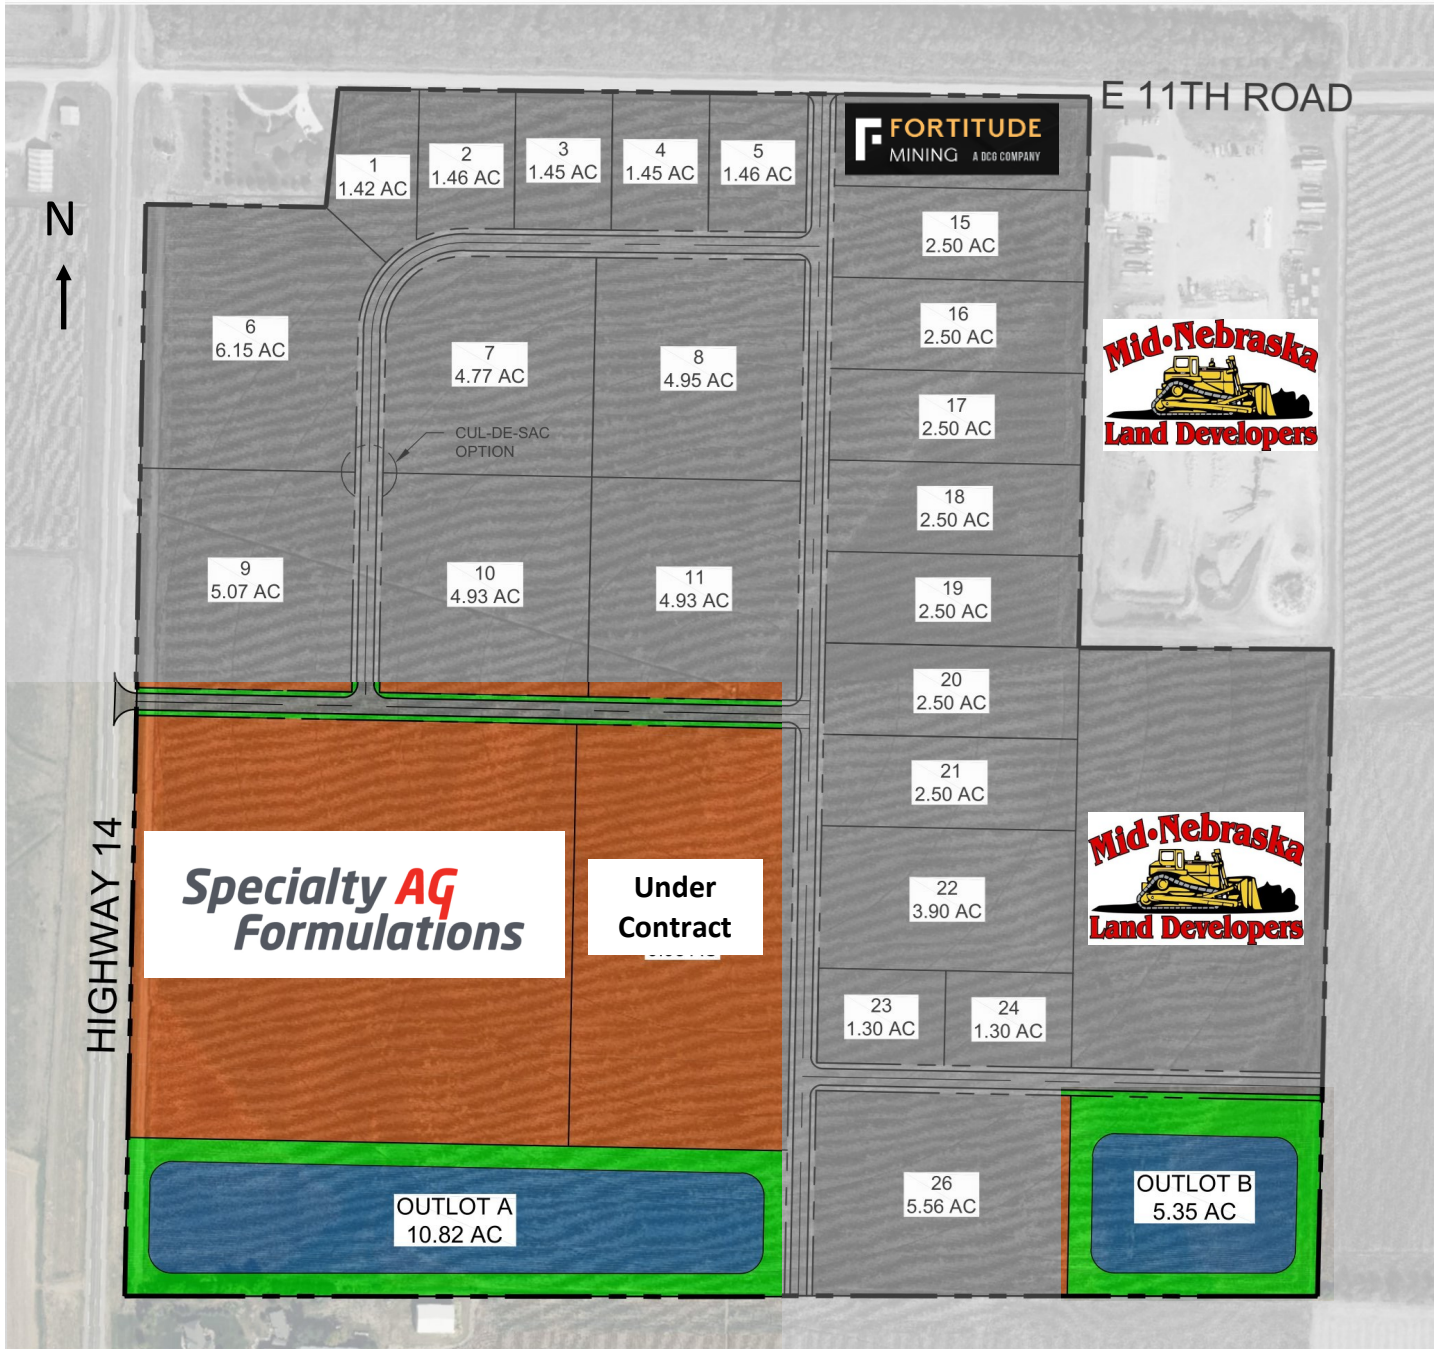 E 11TH ROAD
FORTITUDE
MINING A DCG COMPANY
1
1.42 AC
2
1.46 AC
3
1.45 AC
4
1.45 AC
5
1.46 AC
N
15
2.50 AC
6
6.15 AC
7
4.77 AC
8
4.95 AC
16
2.50 AC
Mid•Nebraska
Land Developers
17
2.50 AC
CUL-DE-SAC
OPTION
18
2.50 AC
9
5.07 AC
10
4.93 AC
11
4.93 AC
19
2.50 AC
20
2.50 AC
21
2.50 AC
HIGHWAY 14
Specialty AG
Formulations
Under
Contract
22
3.90 AC
Mid•Nebraska
Land Developers
23
1.30 AC
24
1.30 AC
OUTLOT A
10.82 AC
26
5.56 AC
OUTLOT B
5.35 AC